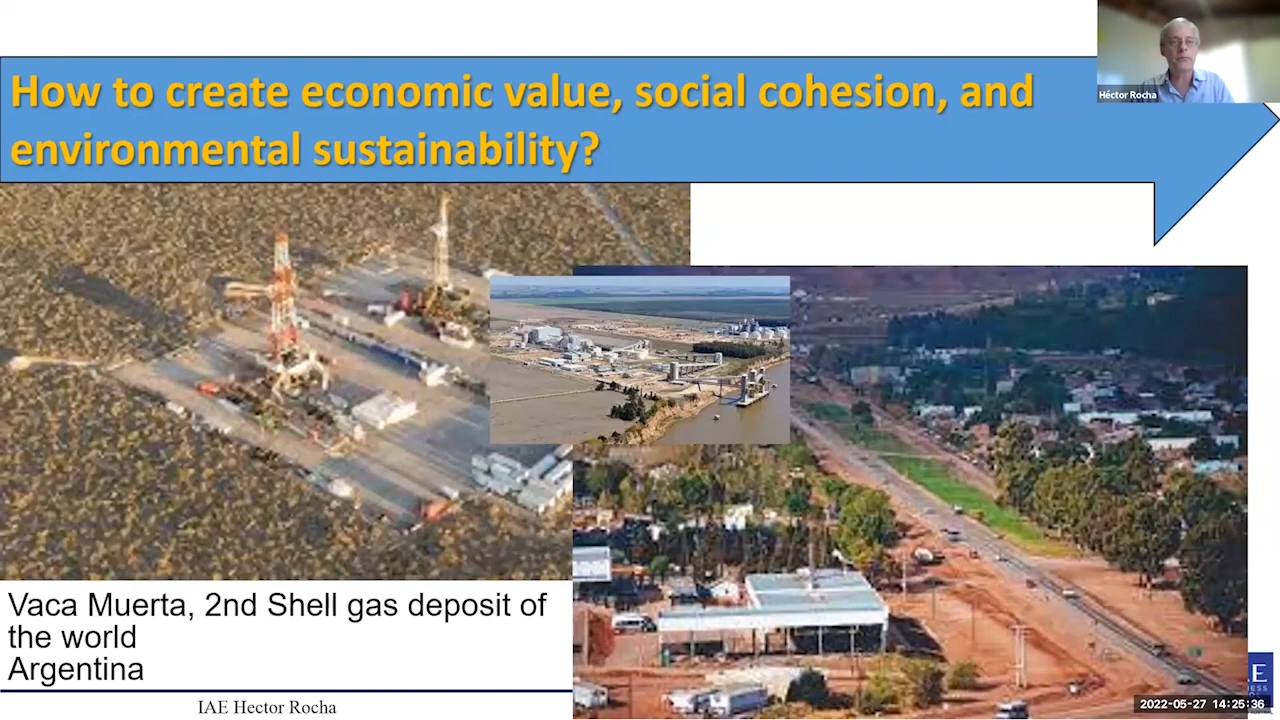 How to create economic value, social cohesion, and
environmental sustainability?
Héctor Rocha
Vaca Muerta, 2nd Shell gas deposit of
the world
Argentina
IAE Hector Rocha
2022-05-27 14:25:36